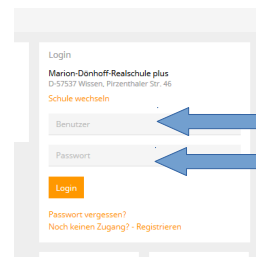 Login
Marion-Dönhoff-Realschule plus
D-57537 Wissen, Pirzenthaler Str. 46
Schule wechseln
Benutzer
Passwort
Login
Passwort vergessen?
Noch keinen Zugang? - Registrieren